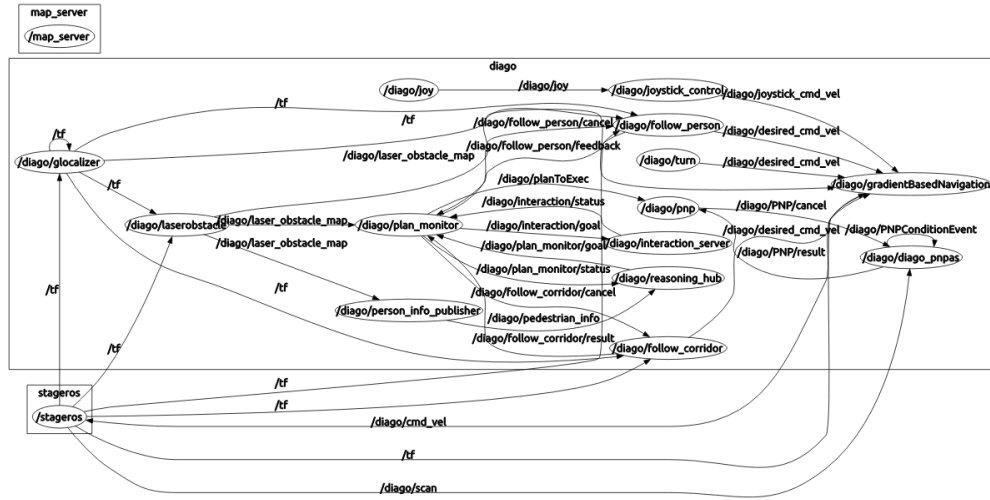 map_server
/map_server
diago
/diago/joy
/diago/joy
/diago/joystick_control
/diago/joystick_cmd_vel
/tf
/tf
/tf
/diago/follow_person/cancel
/diago/follow_person
/diago/desired_cmd_vel
/diago/glocalizer
/diago/laser_obstacle_map
/diago/follow_person/feedback
/diago/turn
/diago/desired_cmd_vel
/tf
/diago/planToExec
/diago/gradientBasedNavigation
/diago/interaction/status
/diago/pnp
/diago/PNP/cancel
/diago/laserobstacle
/diago/laser_obstacle_map
/diago/plan_monitor
/diago/interaction/goal
/diago/desired_cmd_vel
/diago/PNPConditionEvent
/diago/laser_obstacle_map
/diago/plan_monitor/goal
/diago/interaction_server
/diago/PNP/result
/diago/diago_pnpas
/diago/plan_monitor/status
/diago/reasoning_hub
/tf
/tf
/diago/follow_corridor/cancel
/diago/person_info_publisher
/diago/pedestrian_info
/diago/follow_corridor/result
/diago/follow_corridor
/tf
/tf
stageros
/stageros
/tf
/diago/cmd_vel
/tf
/diago/scan